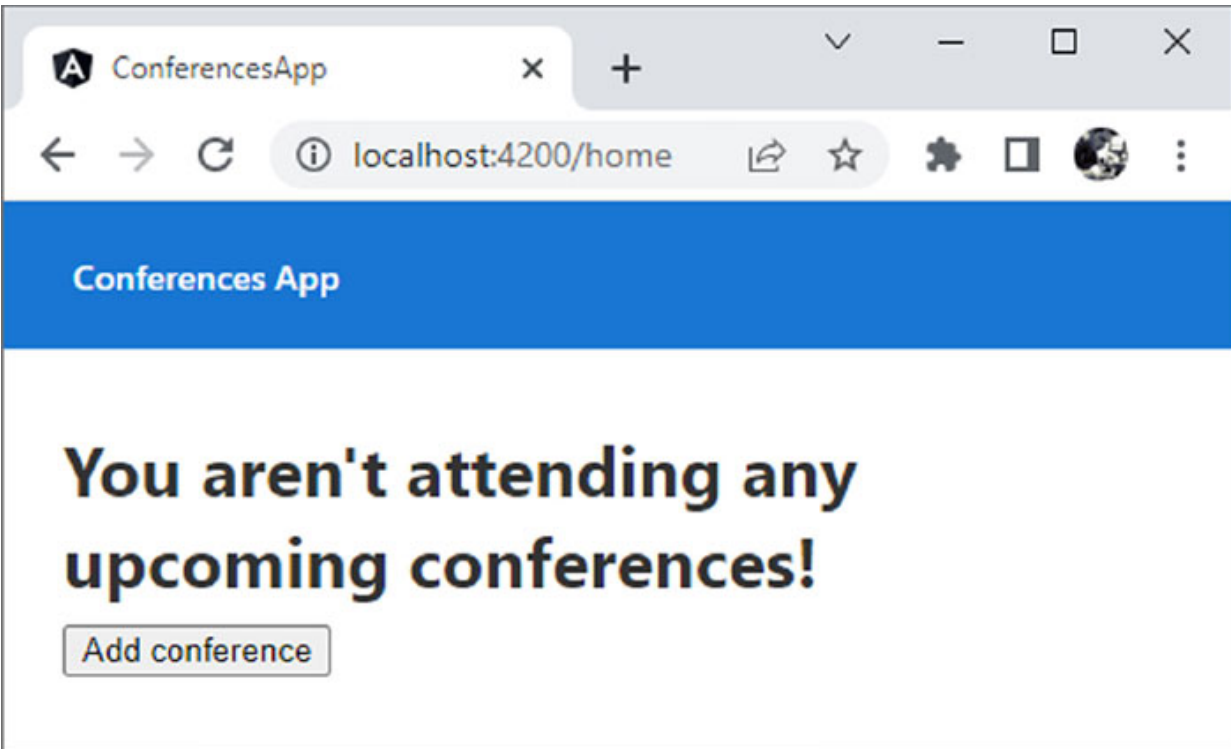 ConferencesApp
localhost:4200/home
Conferences App
You aren't attending any
upcoming conferences!
Add conference